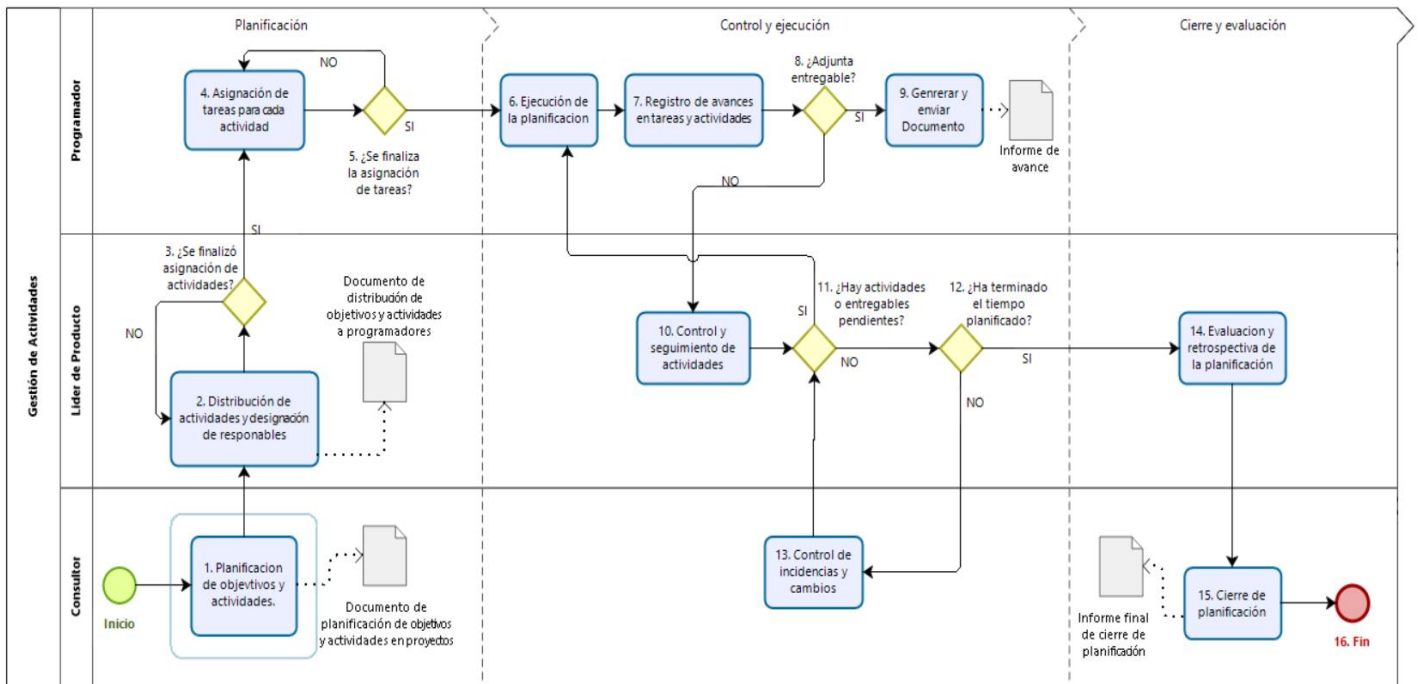 Planificación
Control y ejecución
Cierre y evaluación
Gestión de Actividades
Programador
4. Asignación de
tareas para cada
actividad
NO
SI
5. ¿Se finaliza
la asignación
de tareas?
6. Ejecución de
la planificacion
7. Registro de avances
en tareas y actividades
8. ¿Adjunta
entregable?
SI
NO
9. Genrerar y
enviar
Documento
Informe de
avance
Lider de Producto
SI
3. ¿Se finalizó
asignación de
actividades?
NO
2. Distribución de
actividades y designación
de responables
Documento de
distribución de
objetivos y actividades
a programadores
10. Control y
seguimiento de
actividades
SI
11. ¿Hay actividades
o entregables
pendientes?
NO
12. ¿Ha terminado
el tiempo
planificado?
SI
NO
14. Evaluacion y
retrospectiva de
la planificación
Consultor
Inicio
1. Planificacion
de objevtivos y
actividades.
Documento de
planificación de objetivos
y actividades en proyectos
13. Control de
incidencias y
cambios
Informe final
de cierre de
planificación
15. Cierre de
planificación
16. Fin